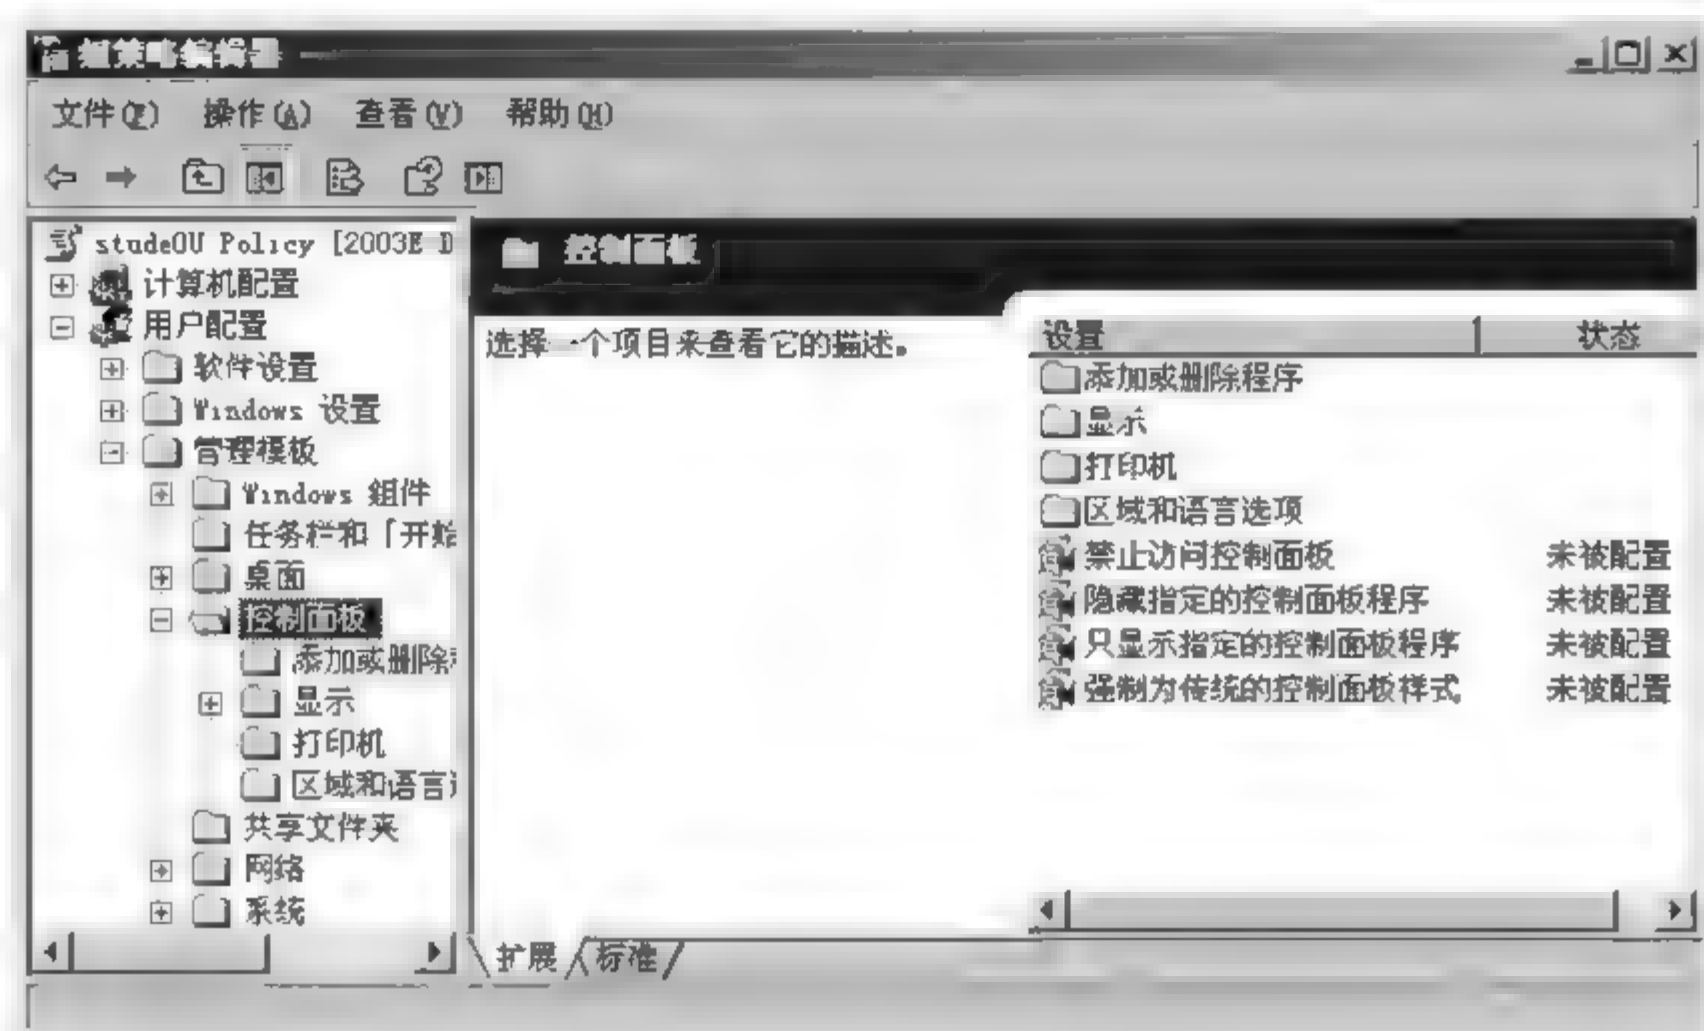 组策略编辑器
文件(F) 操作(A) 查看(V) 帮助(H)
studeOU Policy [2003E D
计算机配置
用户配置
软件设置
Windows 设置
管理模板
Windows 组件
任务栏和「开始
桌面
控制面板
添加或删除
显示
打印机
区域和语言
共享文件夹
网络
系统
控制面板
选择一个项目来查看它的描述。
设置 状态
添加或删除程序
显示
打印机
区域和语言选项
禁止访问控制面板 未被配置
隐藏指定的控制面板程序 未被配置
只显示指定的控制面板程序 未被配置
强制为传统的控制面板样式 未被配置
扩展 标准